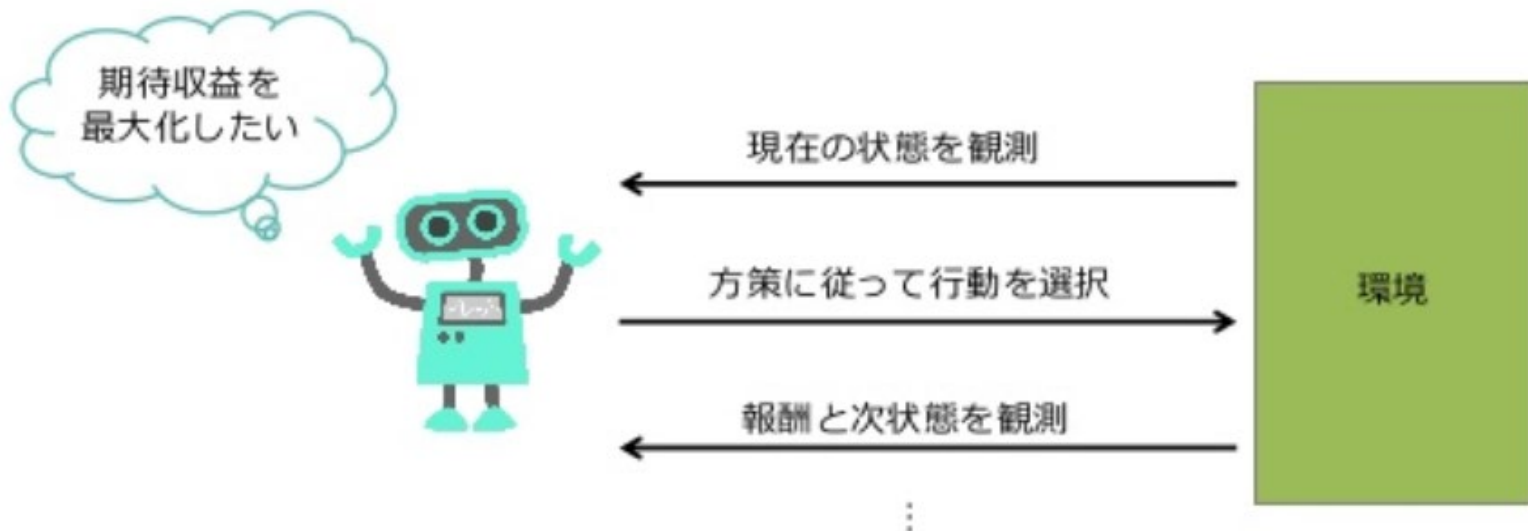 期待収益を
最大化したい
現在の状態を観測
方策に従って行動を選択
環境
報酬と次状態を観測